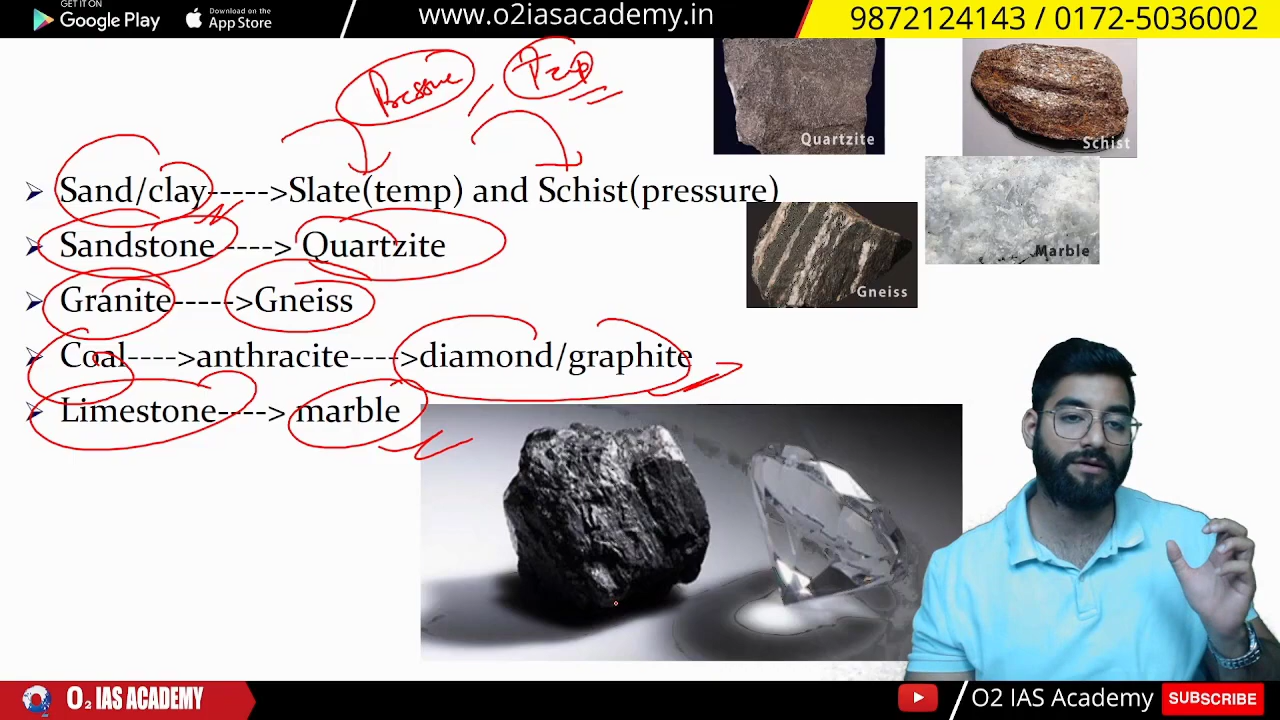 GET IT ON
Google Play
Download on the
App Store
www.o2iasacademy.in
9872124143 / 0172-5036002
Pressure
Temp
Quartzite
Schist
Sand/clay----->Slate(temp) and Schist(pressure)
Sandstone ----> Quartzite
Marble
Gneiss
Granite----->Gneiss
Coal---->anthracite---->diamond/graphite
Limestone----> marble
O2 IAS ACADEMY
O2 IAS Academy
SUBSCRIBE